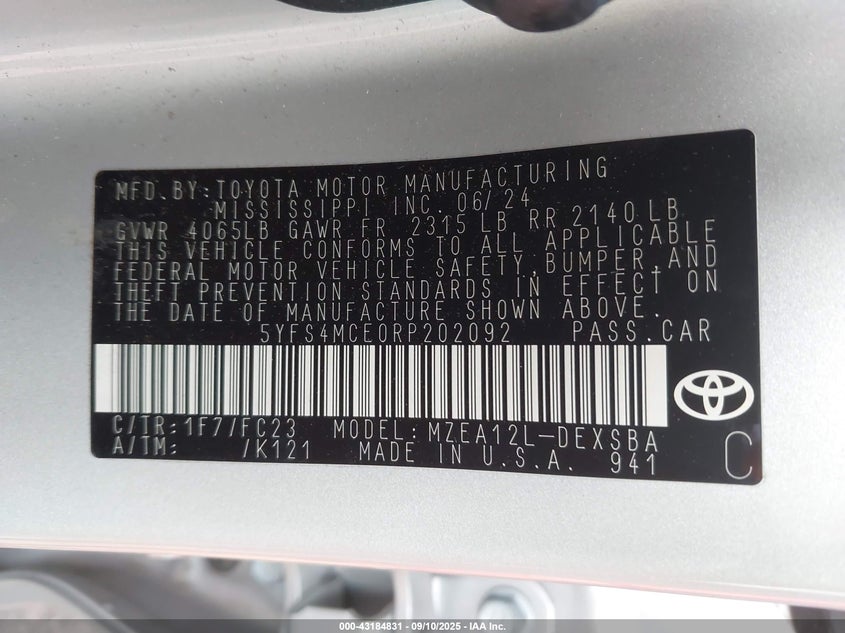 MFD.BY:TOYOTA MOTOR MANUFACTURING
MISSISSIPPI INC. 06/24
GVWR 4065LB GAWR FR 2315 LB RR 2140 LB
THIS VEHICLE CONFORMS TO ALL APPLICABLE
FEDERAL MOTOR VEHICLE SAFETY,BUMPER,AND
THEFT PREVENTION STANDARDS IN EFFECT ON
THE DATE OF MANUFACTURE SHOWN ABOVE.
5YFS4MCE0RP202092 PASS.CAR
C/TR:1F7/FC23 MODEL:MZEA12L-DEXSBA
A/TM: /K121 MADE IN U.S.A. 941 C
000-43184831 - 09/10/2025 - IAA Inc.